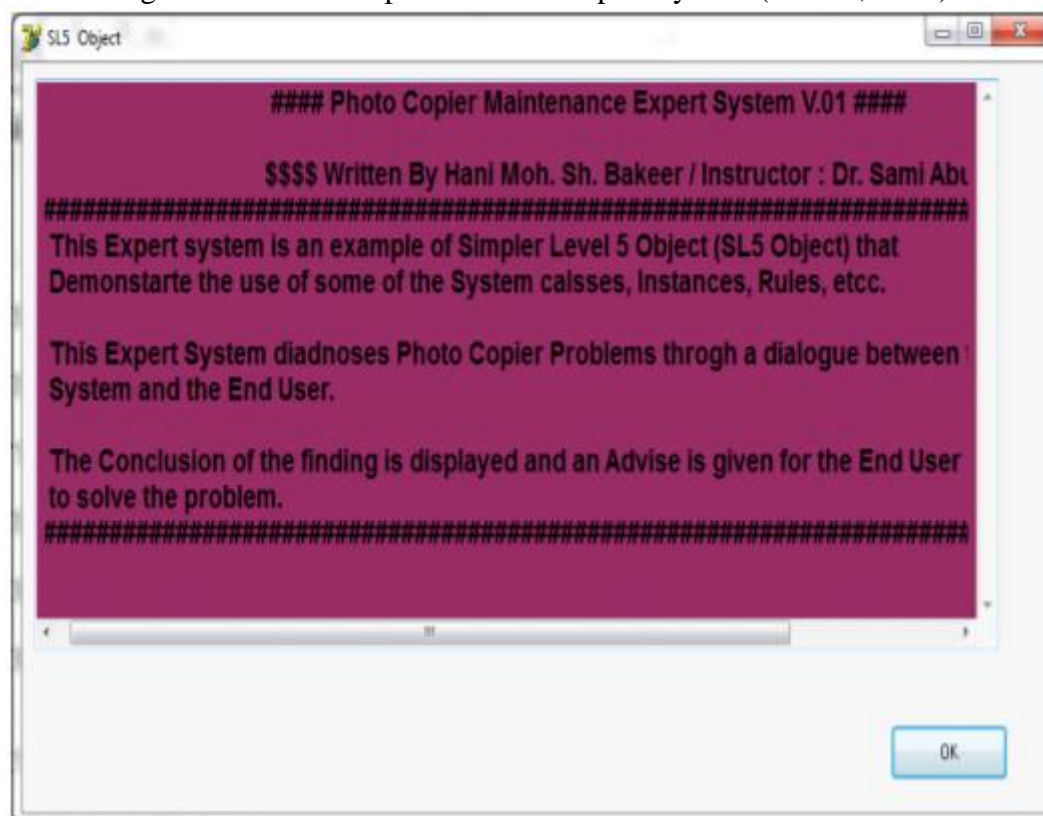 SL5 Object
#### Photo Copier Maintenance Expert System V.01 ####
$$$$ Written By Hani Moh. Sh. Bakeer / Instructor : Dr. Sami Abu
######################################################################
This Expert system is an example of Simpler Level 5 Object (SL5 Object) that
Demonstarte the use of some of the System calsses, Instances, Rules, etcc.
This Expert System diadnoses Photo Copier Problems throgh a dialogue between
System and the End User.
The Conclusion of the finding is displayed and an Advise is given for the End User
to solve the problem.
######################################################################
OK